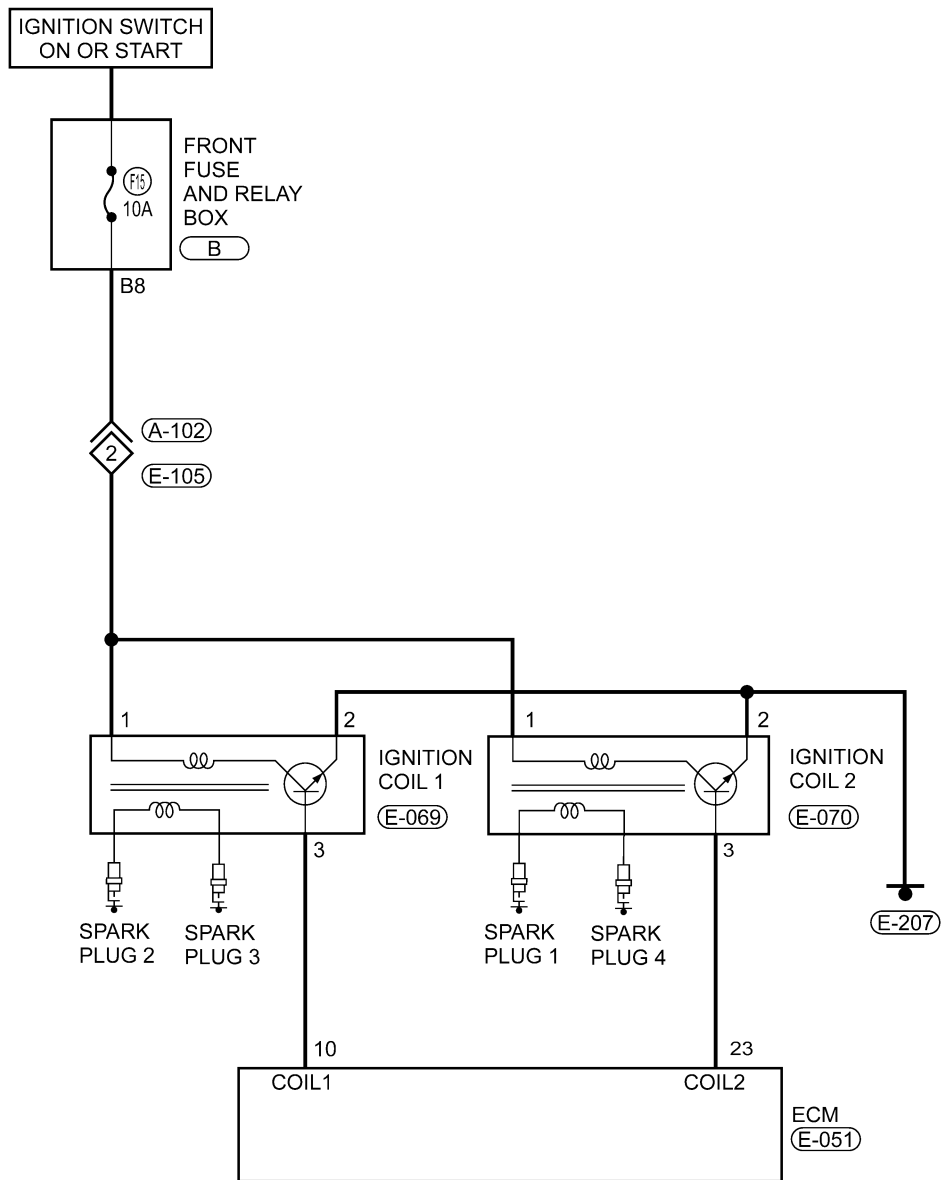 IGNITION SWITCH
ON OR START
FRONT
FUSE
AND RELAY
BOX
B
F15
10A
B8
A-102
2
E-105
1
2
1
2
IGNITION
COIL 1
E-069
IGNITION
COIL 2
E-070
3
3
SPARK
PLUG 2
SPARK
PLUG 3
SPARK
PLUG 1
SPARK
PLUG 4
E-207
10
23
COIL1
COIL2
ECM
E-051